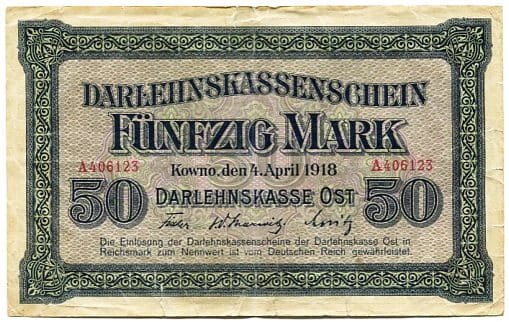 DARLEHNSKASSENSCHEIN
FÜNFZIG MARK
Kowno, den 4. April 1918
A406123 A406123
50 DARLEHNSKASSE OST 50
Die Einlösung der Darlehnskassenscheine der Darlehnskasse Ost in
Reichsmark zum Nennwert ist vom Deutschen Reich gewährleistet.